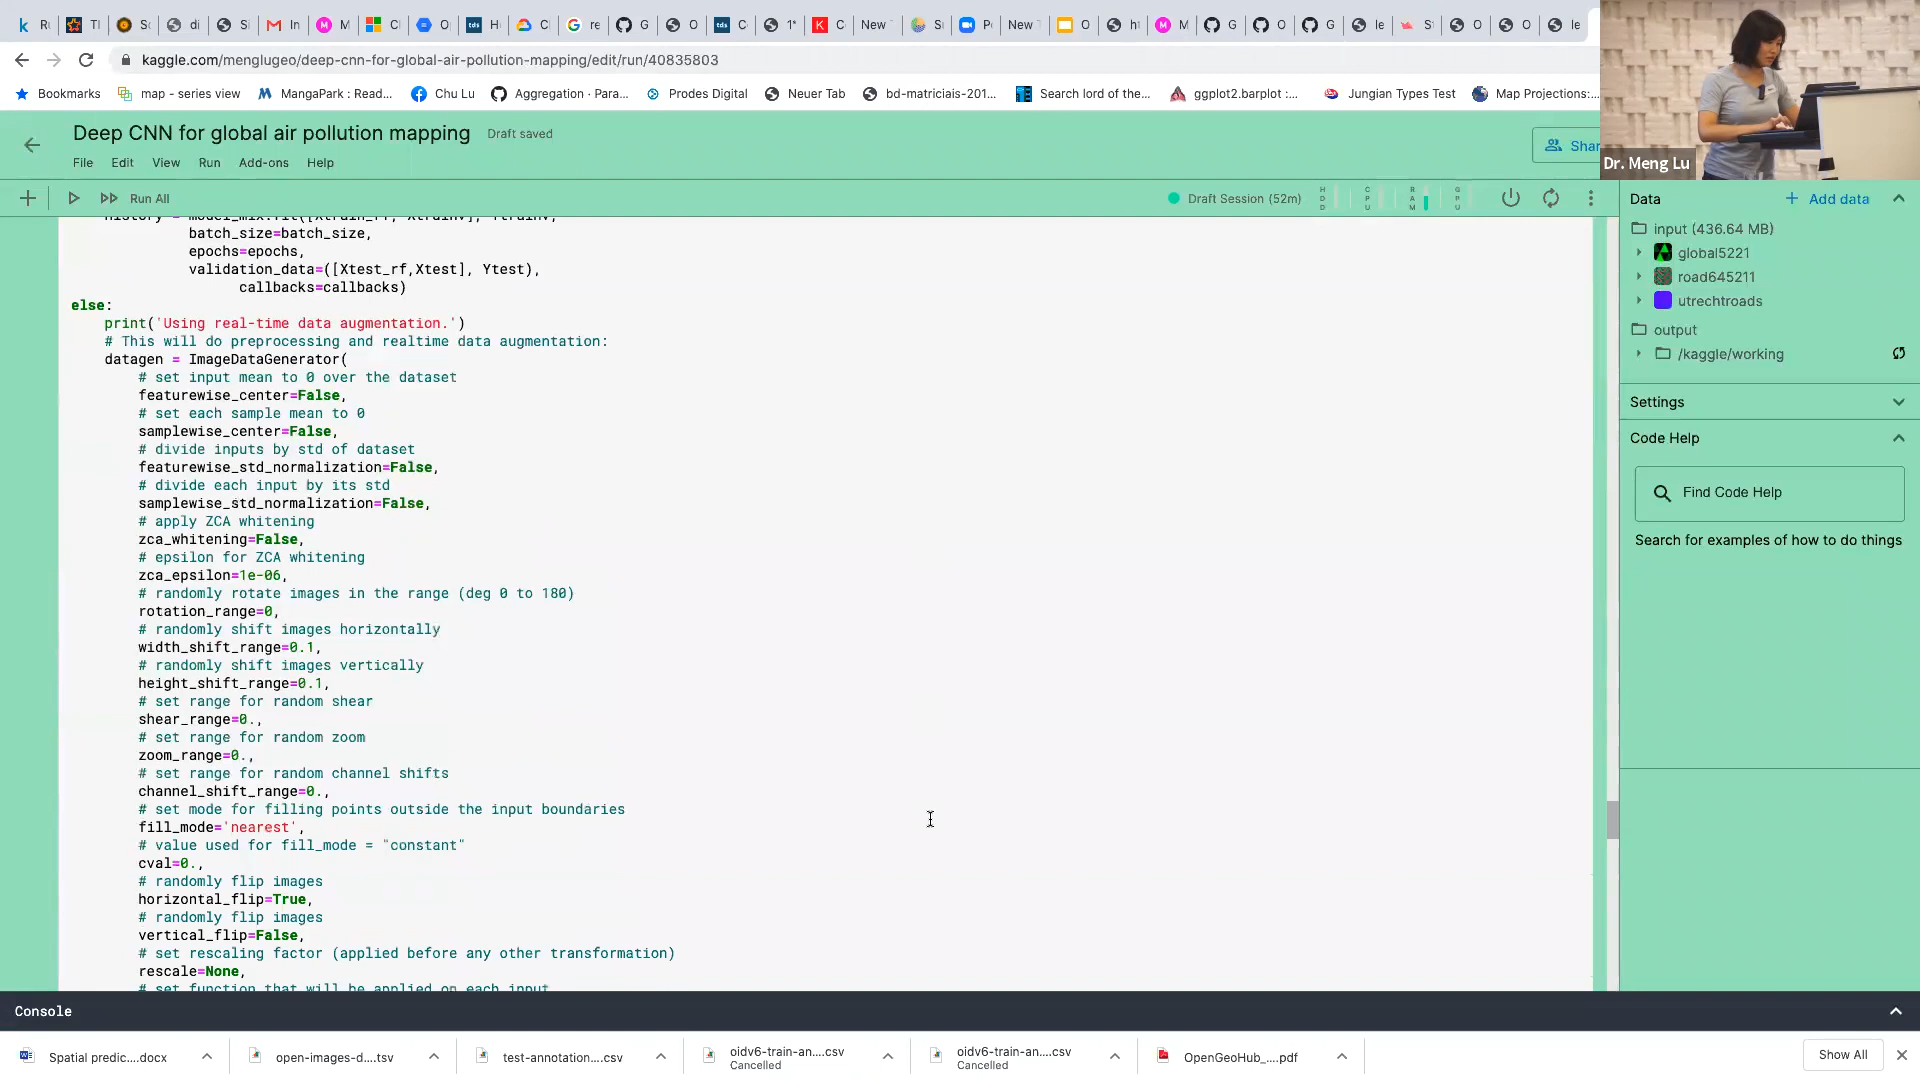 kaggle.com/menglugeo/deep-cnn-for-global-air-pollution-mapping/edit/run/40835803
Bookmarks map - series view MangaPark : Read... Chu Lu Aggregation - Para... Prodes Digital Neuer Tab bd-matriciais-201... Search lord of the... ggplot2.barplot :... Jungian Types Test Map Projections:...
Dr. Meng Lu
Deep CNN for global air pollution mapping Draft saved
File Edit View Run Add-ons Help
Run All
Draft Session (52m)
batch_size=batch_size,
epochs=epochs,
validation_data=([Xtest_rf,Xtest], Ytest),
callbacks=callbacks)
else:
print('Using real-time data augmentation.')
# This will do preprocessing and realtime data augmentation:
datagen = ImageDataGenerator(
# set input mean to 0 over the dataset
featurewise_center=False,
# set each sample mean to 0
samplewise_center=False,
# divide inputs by std of dataset
featurewise_std_normalization=False,
# divide each input by its std
samplewise_std_normalization=False,
# apply ZCA whitening
zca_whitening=False,
# epsilon for ZCA whitening
zca_epsilon=1e-06,
# randomly rotate images in the range (deg 0 to 180)
rotation_range=0,
# randomly shift images horizontally
width_shift_range=0.1,
# randomly shift images vertically
height_shift_range=0.1,
# set range for random shear
shear_range=0.,
# set range for random zoom
zoom_range=0.,
# set range for random channel shifts
channel_shift_range=0.,
# set mode for filling points outside the input boundaries
fill_mode='nearest',
# value used for fill_mode = "constant"
cval=0.,
# randomly flip images
horizontal_flip=True,
# randomly flip images
vertical_flip=False,
# set rescaling factor (applied before any other transformation)
rescale=None,
# set function that will be applied on each input
Data
Add data
input (436.64 MB)
global5221
road645211
utrechtroads
output
/kaggle/working
Settings
Code Help
Find Code Help
Search for examples of how to do things
Console
Spatial predic....docx
open-images-d....tsv
test-annotation....csv
oidv6-train-an....csv
Cancelled
oidv6-train-an....csv
Cancelled
OpenGeoHub_....pdf
Show All